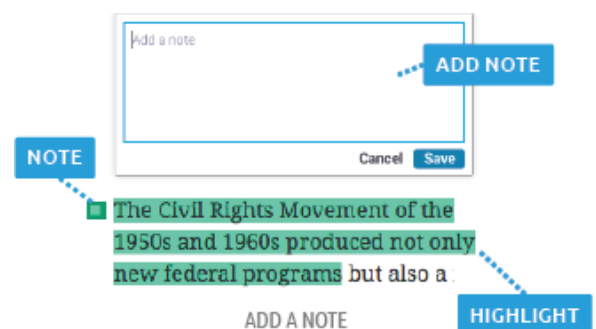 Add a note
ADD NOTE
Cancel Save
NOTE
The Civil Rights Movement of the
1950s and 1960s produced not only
new federal programs but also a
HIGHLIGHT
ADD A NOTE